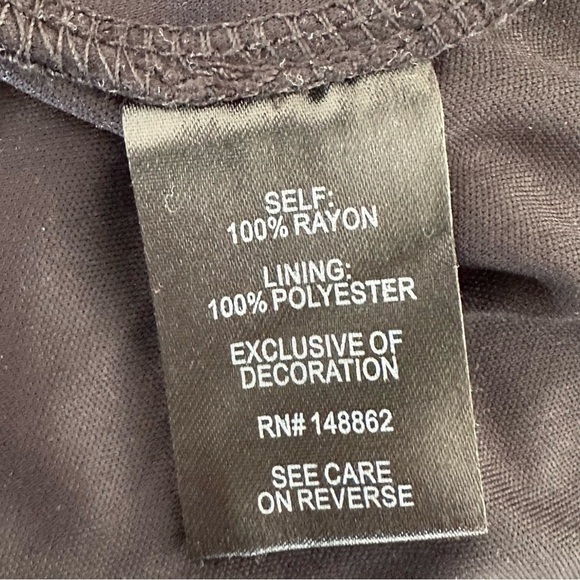 SELF:
100% RAYON
LINING:
100% POLYESTER
EXCLUSIVE OF
DECORATION
RN# 148862
SEE CARE
ON REVERSE